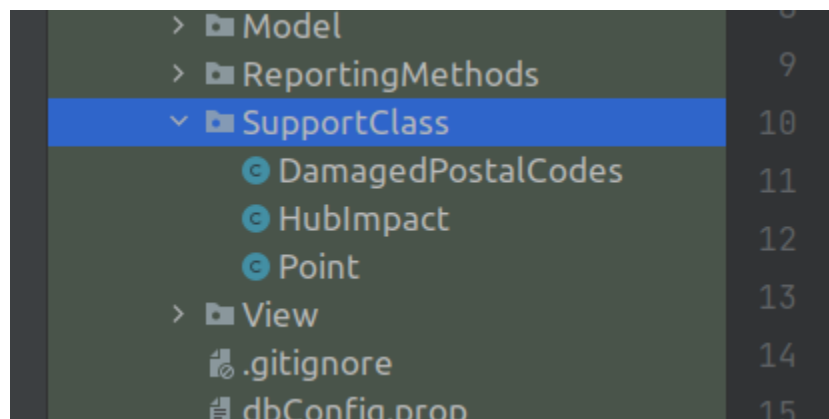 Model
ReportingMethods
9
SupportClass
10
DamagedPostalCodes
11
HubImpact
12
Point
13
View
.gitignore
14
dbConfig.prop
15